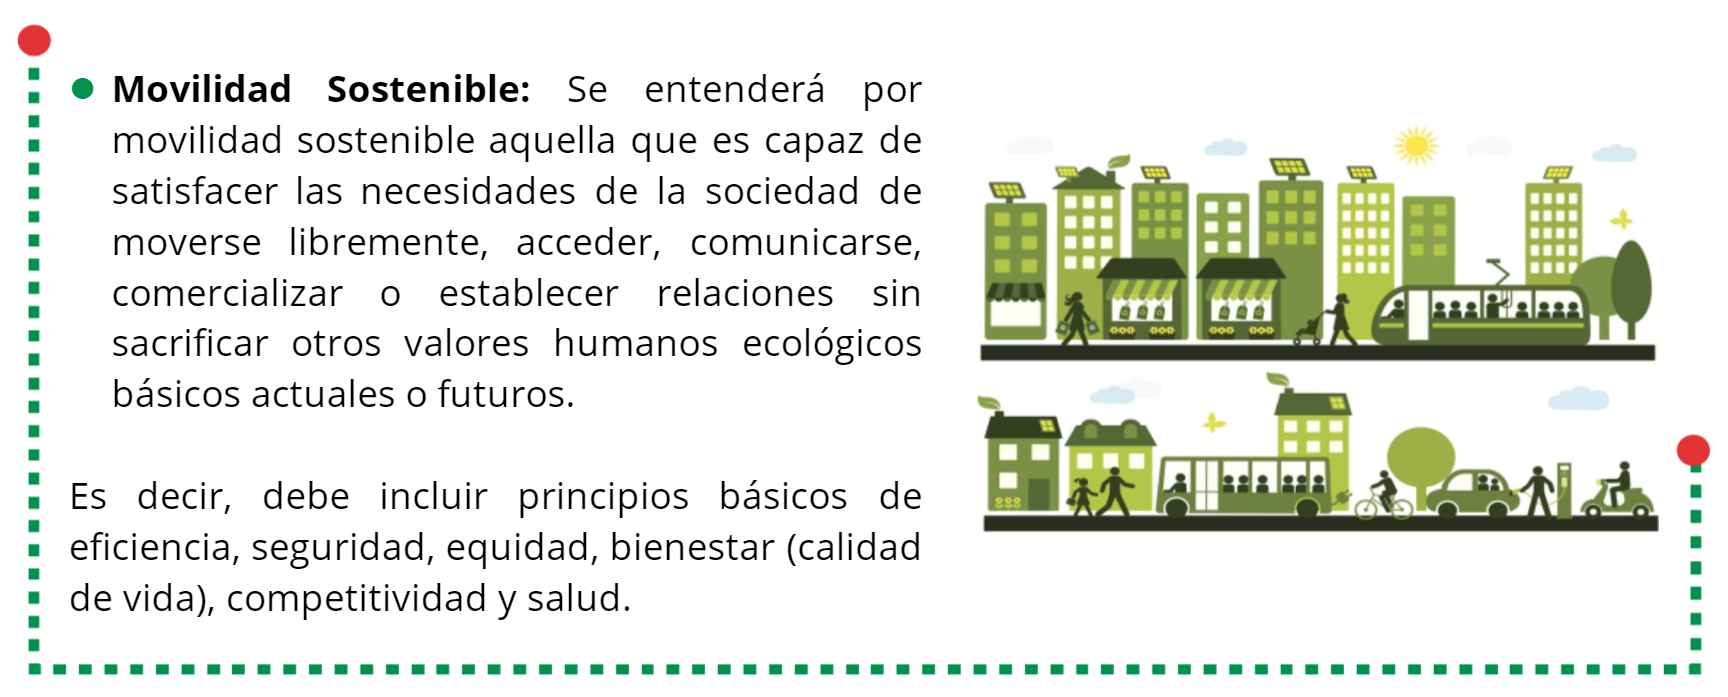 Movilidad Sostenible: Se entenderá por
movilidad sostenible aquella que es capaz de
satisfacer las necesidades de la sociedad de
moverse libremente, acceder, comunicarse,
comercializar o establecer relaciones sin
sacrificar otros valores humanos ecológicos
básicos actuales o futuros.
Es decir, debe incluir principios básicos de
eficiencia, seguridad, equidad, bienestar (calidad
de vida), competitividad y salud.